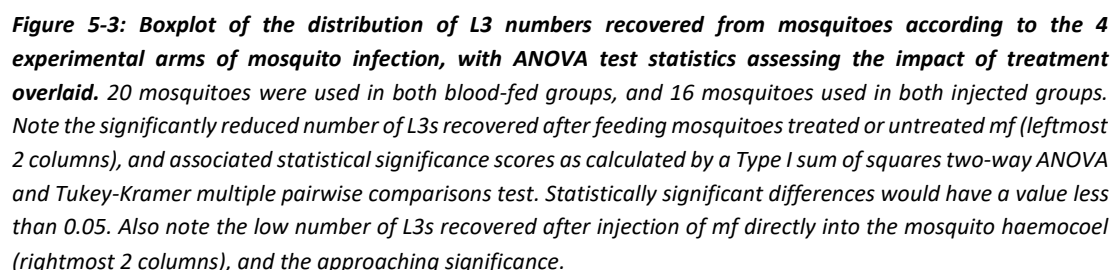 Figure 5-3: Boxplot of the distribution of L3 numbers recovered from mosquitoes according to the 4
experimental arms of mosquito infection, with ANOVA test statistics assessing the impact of treatment
overlaid. 20 mosquitoes were used in both blood-fed groups, and 16 mosquitoes used in both injected groups.
Note the significantly reduced number of L3s recovered after feeding mosquitoes treated or untreated mf (leftmost
2 columns), and associated statistical significance scores as calculated by a Type I sum of squares two-way ANOVA
and Tukey-Kramer multiple pairwise comparisons test. Statistically significant differences would have a value less
than 0.05. Also note the low number of L3s recovered after injection of mf directly into the mosquito haemocoel
(rightmost 2 columns), and the approaching significance.